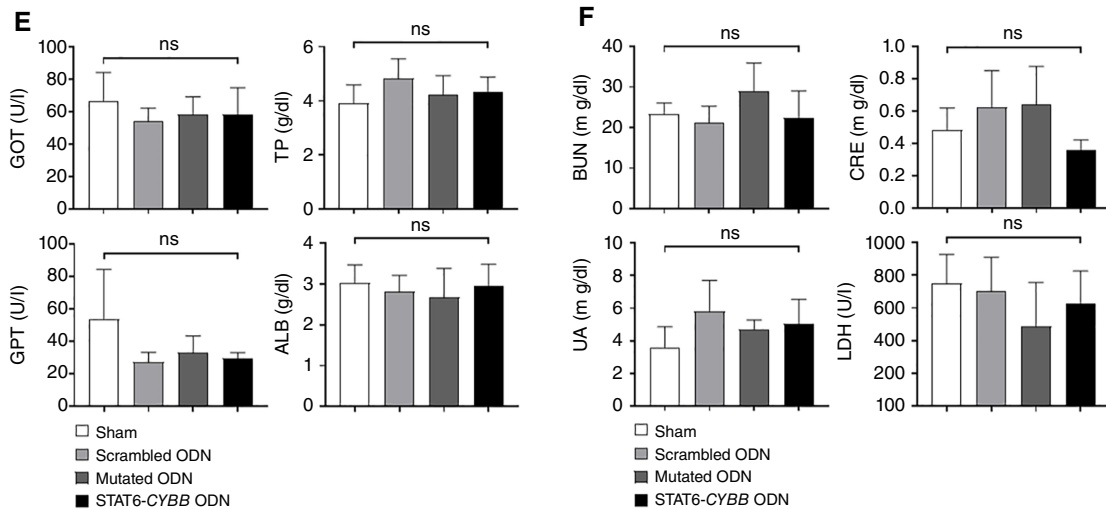 E
ns
GOT (U/l)
100
80
60
40
20
0
ns
TP (g/dl)
6
4
2
0
ns
GPT (U/l)
100
80
60
40
20
0
ns
ALB (g/dl)
4
3
2
1
0
Sham
Scrambled ODN
Mutated ODN
STAT6-CYBB ODN
F
ns
BUN (m g/dl)
40
30
20
10
0
ns
CRE (m g/dl)
1.0
0.8
0.6
0.4
0.2
0.0
ns
UA (m g/dl)
10
8
6
4
2
0
ns
LDH (U/l)
1000
800
600
400
200
100
Sham
Scrambled ODN
Mutated ODN
STAT6-CYBB ODN